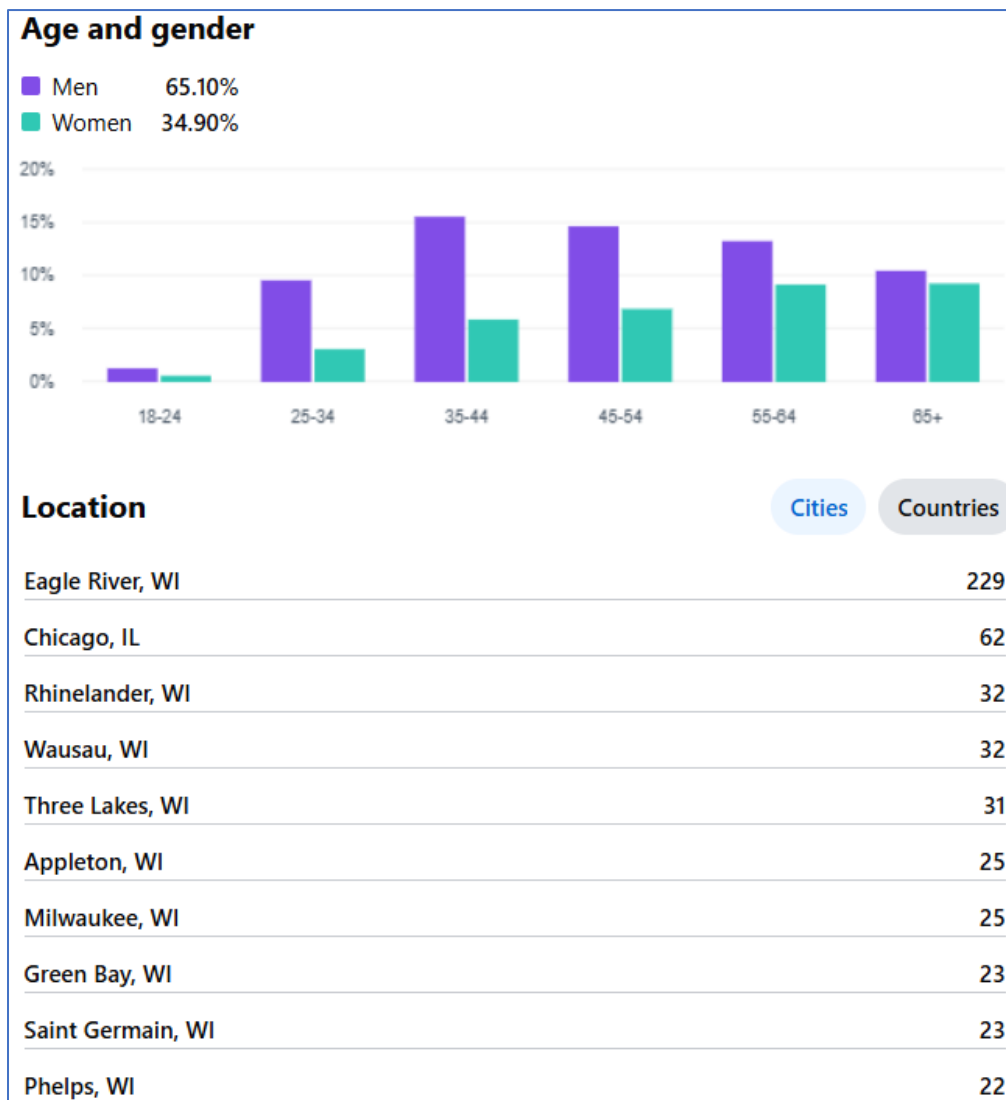 Age and gender
Men 65.10%
Women 34.90%
20%
15%
10%
5%
0%
18-24 25-34 35-44 45-54 55-64 65+
Location Cities Countries
Eagle River, WI 229
Chicago, IL 62
Rhinelander, WI 32
Wausau, WI 32
Three Lakes, WI 31
Appleton, WI 25
Milwaukee, WI 25
Green Bay, WI 23
Saint Germain, WI 23
Phelps, WI 22